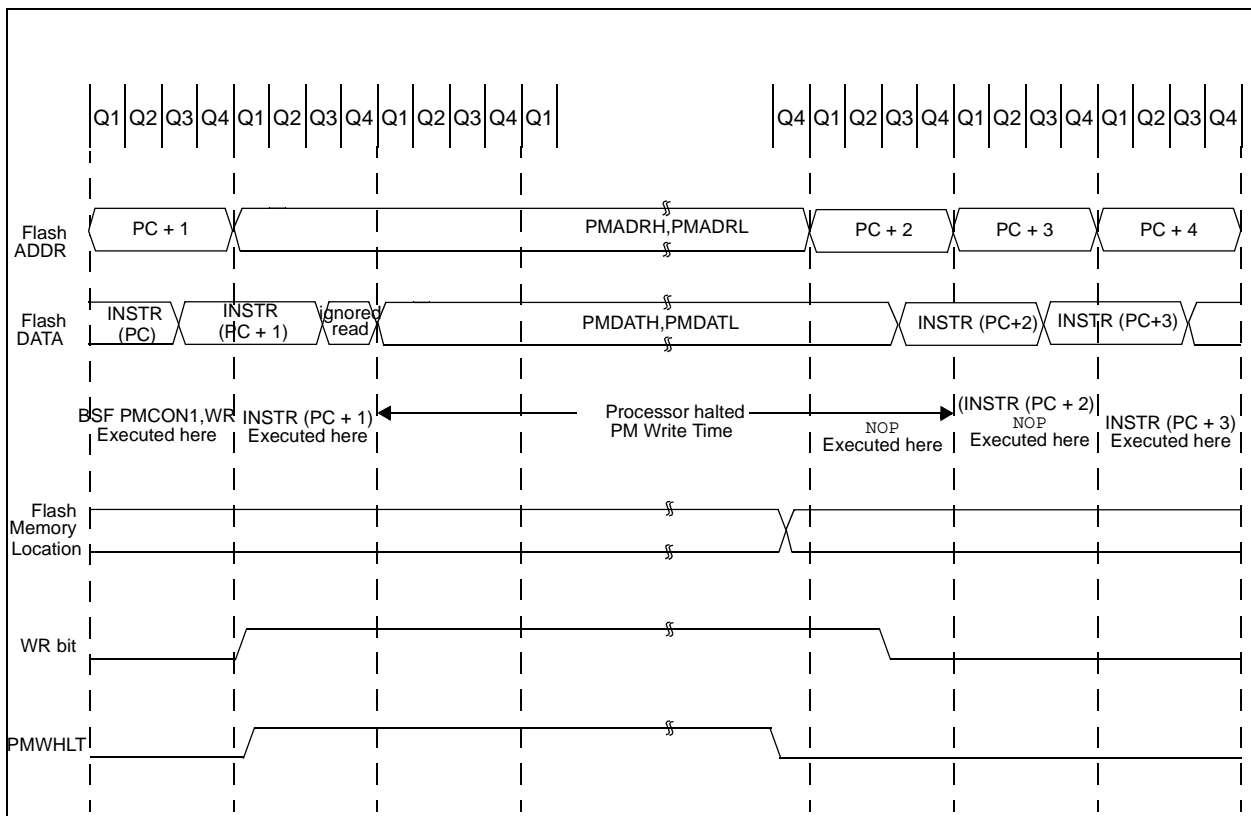 Q1 Q2 Q3 Q4 Q1 Q2 Q3 Q4 Q1 Q2 Q3 Q4 Q1 Q4 Q1 Q2 Q3 Q4 Q1 Q2 Q3 Q4 Q1 Q2 Q3 Q4
Flash
ADDR
PC + 1
PMADRH,PMADRL
PC + 2
PC + 3
PC + 4
Flash
DATA
INSTR
(PC)
INSTR
(PC + 1)
ignored
read
PMDATH,PMDATL
INSTR (PC+2)
INSTR (PC+3)
BSF PMCON1,WR
Executed here
INSTR (PC + 1)
Executed here
Processor halted
PM Write Time
NOP
Executed here
(INSTR (PC + 2)
NOP
Executed here
INSTR (PC + 3)
Executed here
Flash
Memory
Location
WR bit
PMWHLT